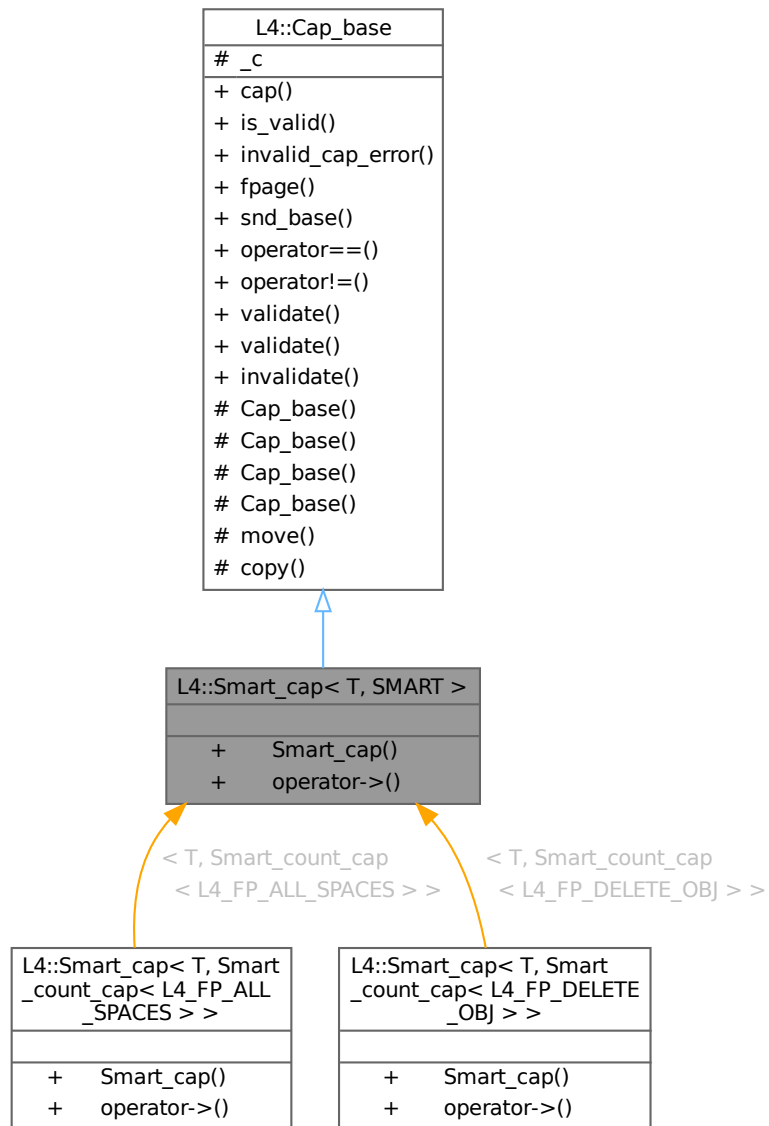 L4::Cap_base
# _c
+ cap()
+ is_valid()
+ invalid_cap_error()
+ fpage()
+ snd_base()
+ operator==()
+ operator!=()
+ validate()
+ validate()
+ invalidate()
# Cap_base()
# Cap_base()
# Cap_base()
# Cap_base()
# move()
# copy()
L4::Smart_cap< T, SMART >
+ Smart_cap()
+ operator->()
< T, Smart_count_cap
< L4_FP_ALL_SPACES > >
< T, Smart_count_cap
< L4_FP_DELETE_OBJ > >
L4::Smart_cap< T, Smart
_count_cap< L4_FP_ALL
_SPACES > >
+ Smart_cap()
+ operator->()
L4::Smart_cap< T, Smart
_count_cap< L4_FP_DELETE
_OBJ > >
+ Smart_cap()
+ operator->()